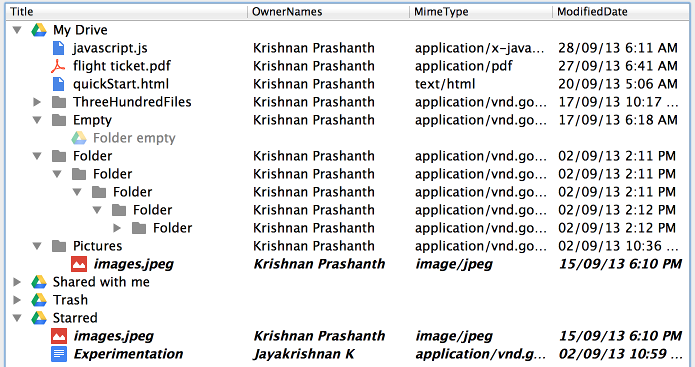 Title OwnerNames MimeType ModifiedDate
My Drive
javascript.js Krishnan Prashanth application/x-java... 28/09/13 6:11 AM
flight ticket.pdf Krishnan Prashanth application/pdf 27/09/13 6:41 AM
quickStart.html Krishnan Prashanth text/html 20/09/13 5:06 AM
ThreeHundredFiles Krishnan Prashanth application/vnd.go... 17/09/13 10:17 ...
Empty Krishnan Prashanth application/vnd.go... 17/09/13 6:18 AM
Folder empty
Folder Krishnan Prashanth application/vnd.go... 02/09/13 2:11 PM
Folder Krishnan Prashanth application/vnd.go... 02/09/13 2:11 PM
Folder Krishnan Prashanth application/vnd.go... 02/09/13 2:11 PM
Folder Krishnan Prashanth application/vnd.go... 02/09/13 2:12 PM
Folder Krishnan Prashanth application/vnd.go... 02/09/13 2:12 PM
Pictures Krishnan Prashanth application/vnd.go... 02/09/13 10:36 ...
images.jpeg Krishnan Prashanth image/jpeg 15/09/13 6:10 PM
Shared with me
Trash
Starred
images.jpeg Krishnan Prashanth image/jpeg 15/09/13 6:10 PM
Experimentation Jayakrishnan K application/vnd.g... 02/09/13 10:59 ...